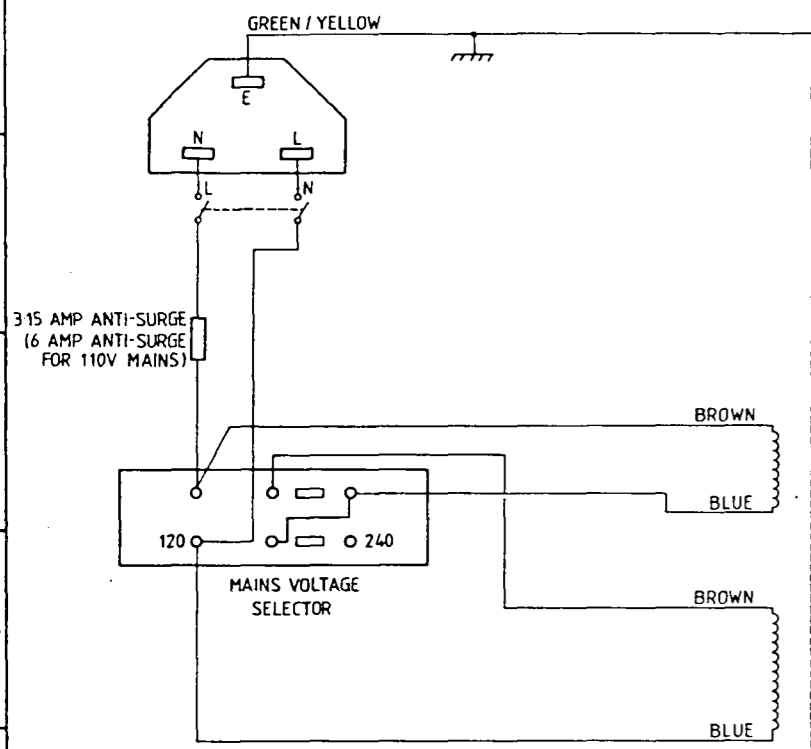 GREEN / YELLOW
E
N
L
L
N
3·15 AMP ANTI-SURGE
(6 AMP ANTI-SURGE
FOR 110V MAINS)
BROWN
BLUE
120
240
MAINS VOLTAGE
SELECTOR
BROWN
BLUE